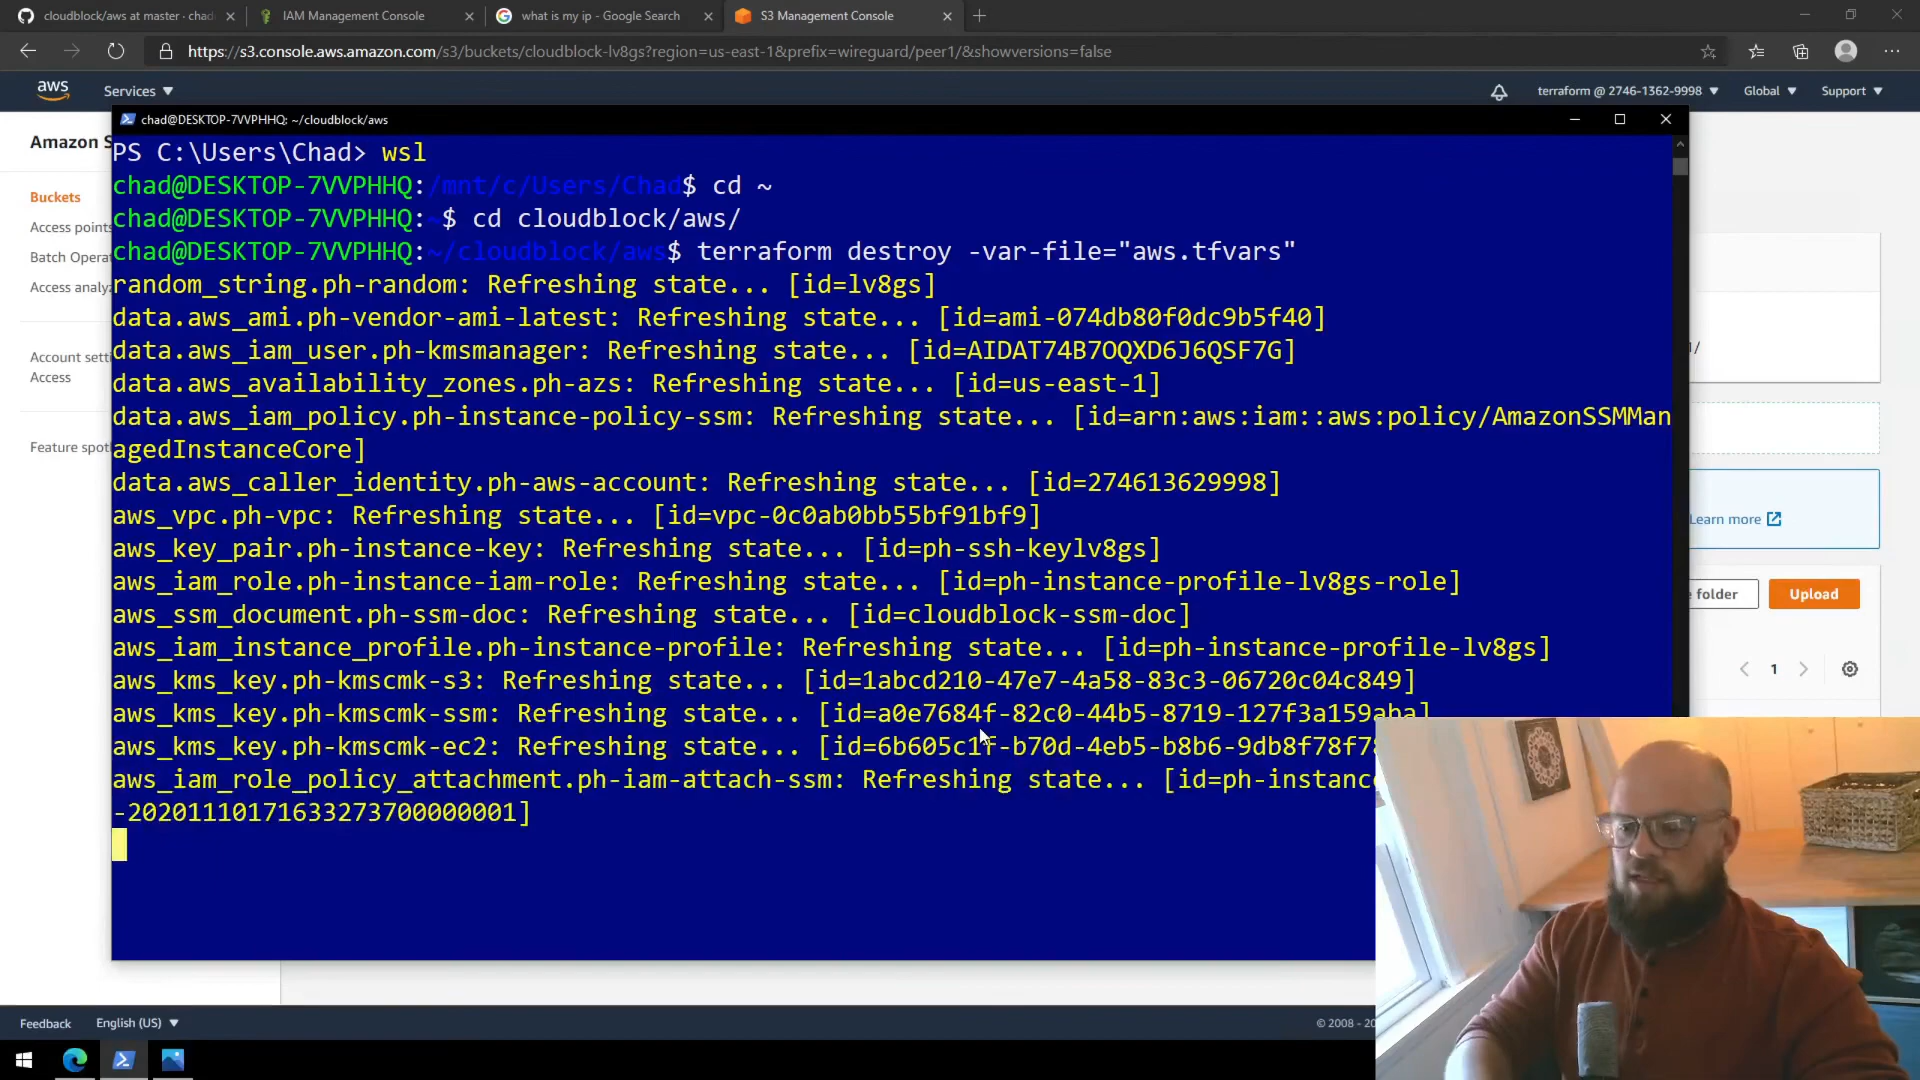 cloudblock/aws at master · chad
IAM Management Console
what is my ip - Google Search
S3 Management Console
https://s3.console.aws.amazon.com/s3/buckets/cloudblock-lv8gs?region=us-east-1&prefix=wireguard/peer1/&showversions=false
aws
Services
terraform @ 2746-1362-9998
Global
Support
chad@DESKTOP-7VVPHHQ: ~/cloudblock/aws
Amazon S
Buckets
Access points
Batch Opera
Access analyz
Account setti
Access
Feature spotl
PS C:\Users\Chad> wsl
chad@DESKTOP-7VVPHHQ:/mnt/c/Users/Chad$ cd ~
chad@DESKTOP-7VVPHHQ:~$ cd cloudblock/aws/
chad@DESKTOP-7VVPHHQ:~/cloudblock/aws$ terraform destroy -var-file="aws.tfvars"
random_string.ph-random: Refreshing state... [id=lv8gs]
data.aws_ami.ph-vendor-ami-latest: Refreshing state... [id=ami-074db80f0dc9b5f40]
data.aws_iam_user.ph-kmsmanager: Refreshing state... [id=AIDAT74B7OQXD6J6QSF7G]
data.aws_availability_zones.ph-azs: Refreshing state... [id=us-east-1]
data.aws_iam_policy.ph-instance-policy-ssm: Refreshing state... [id=arn:aws:iam::aws:policy/AmazonSSMMan
agedInstanceCore]
data.aws_caller_identity.ph-aws-account: Refreshing state... [id=274613629998]
aws_vpc.ph-vpc: Refreshing state... [id=vpc-0c0ab0bb55bf91bf9]
aws_key_pair.ph-instance-key: Refreshing state... [id=ph-ssh-keylv8gs]
aws_iam_role.ph-instance-iam-role: Refreshing state... [id=ph-instance-profile-lv8gs-role]
aws_ssm_document.ph-ssm-doc: Refreshing state... [id=cloudblock-ssm-doc]
aws_iam_instance_profile.ph-instance-profile: Refreshing state... [id=ph-instance-profile-lv8gs]
aws_kms_key.ph-kmscmk-s3: Refreshing state... [id=1abcd210-47e7-4a58-83c3-06720c04c849]
aws_kms_key.ph-kmscmk-ssm: Refreshing state... [id=a0e7684f-82c0-44b5-8719-127f3a159aba]
aws_kms_key.ph-kmscmk-ec2: Refreshing state... [id=6b605c1f-b70d-4eb5-b8b6-9db8f78f78
aws_iam_role_policy_attachment.ph-iam-attach-ssm: Refreshing state... [id=ph-instanc
-20201110171633273700000001]
/
Learn more
folder
Upload
1
Feedback
English (US)
© 2008 - 20